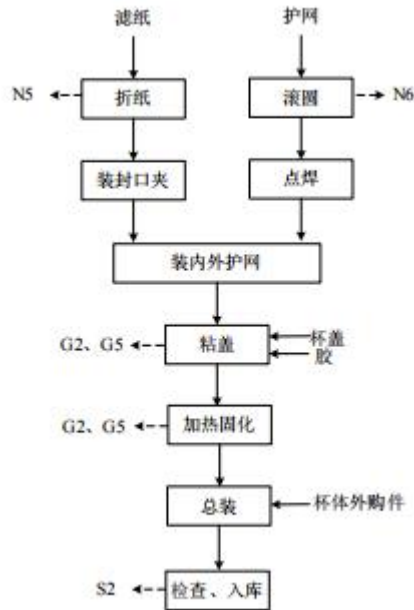 滤纸 护网
N5 折纸 滚圆 N6
装封口夹 点焊
装内外护网
G2、G5 粘盖 杯盖
胶
G2、G5 加热固化
总装 杯体外购件
S2 检查、入库